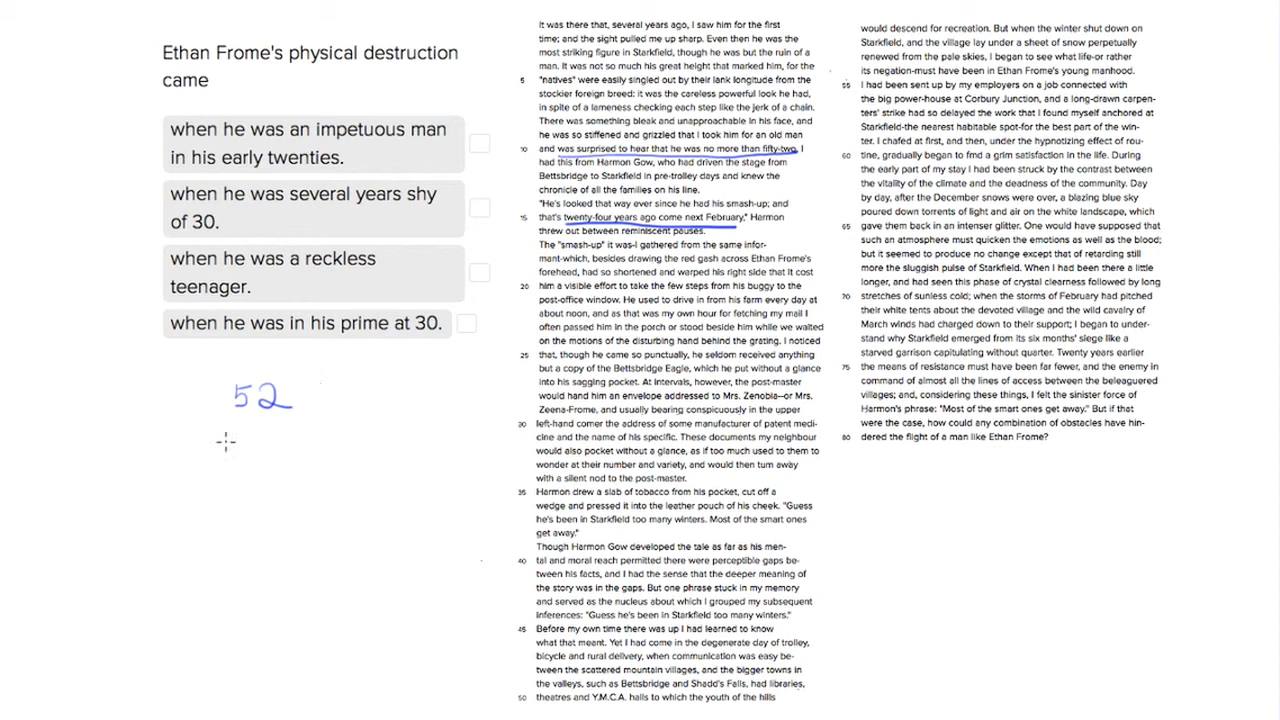 Ethan Frome's physical destruction
came
when he was an impetuous man
in his early twenties.
when he was several years shy
of 30.
when he was a reckless
teenager.
when he was in his prime at 30.
52
It was there that, several years ago, I saw him for the first
time; and the sight pulled me up sharp. Even then he was the
most striking figure in Starkfield, though he was but the ruin of a
man. It was not so much his great height that marked him, for the
5 "natives" were easily singled out by their lank longitude from the
stockier foreign breed: it was the careless powerful look he had,
in spite of a lameness checking each step like the jerk of a chain.
There was something bleak and unapproachable in his face, and
he was so stiffened and grizzled that I took him for an old man
10 and was surprised to hear that he was no more than fifty-two. I
had this from Harmon Gow, who had driven the stage from
Bettsbridge to Starkfield in pre-trolley days and knew the
chronicle of all the families on his line.
"He's looked that way ever since he had his smash-up; and
15 that's twenty-four years ago come next February," Harmon
threw out between reminiscent pauses.
The "smash-up" it was-I gathered from the same infor-
mant-which, besides drawing the red gash across Ethan Frome's
forehead, had so shortened and warped his right side that it cost
20 him a visible effort to take the few steps from his buggy to the
post-office window. He used to drive in from his farm every day at
about noon, and as that was my own hour for fetching my mail I
often passed him in the porch or stood beside him while we waited
on the motions of the disturbing hand behind the grating. I noticed
25 that, though he came so punctually, he seldom received anything
but a copy of the Bettsbridge Eagle, which he put without a glance
into his sagging pocket. At intervals, however, the post-master
would hand him an envelope addressed to Mrs. Zenobia--or Mrs.
Zeena-Frome, and usually bearing conspicuously in the upper
30 left-hand comer the address of some manufacturer of patent medi-
cine and the name of his specific. These documents my neighbour
would also pocket without a glance, as if too much used to them to
wonder at their number and variety, and would then tum away
with a silent nod to the post-master.
35 Harmon drew a slab of tobacco from his pocket, cut off a
wedge and pressed it into the leather pouch of his cheek. "Guess
he's been in Starkfield too many winters. Most of the smart ones
get away."
Though Harmon Gow developed the tale as far as his men-
40 tal and moral reach permitted there were perceptible gaps be-
tween his facts, and I had the sense that the deeper meaning of
the story was in the gaps. But one phrase stuck in my memory
and served as the nucleus about which I grouped my subsequent
inferences: "Guess he's been in Starkfield too many winters."
45 Before my own time there was up I had learned to know
what that meant. Yet I had come in the degenerate day of trolley,
bicycle and rural delivery, when communication was easy be-
tween the scattered mountain villages, and the bigger towns in
the valleys, such as Bettsbridge and Shadd's Falls, had libraries,
50 theatres and Y.M.C.A. halls to which the youth of the hills
would descend for recreation. But when the winter shut down on
Starkfield, and the village lay under a sheet of snow perpetually
renewed from the pale skies, I began to see what life-or rather
its negation-must have been in Ethan Frome's young manhood.
55 I had been sent up by my employers on a job connected with
the big power-house at Corbury Junction, and a long-drawn carpen-
ters' strike had so delayed the work that I found myself anchored at
Starkfield-the nearest habitable spot-for the best part of the win-
ter. I chafed at first, and then, under the hypnotizing effect of rou-
60 tine, gradually began to fmd a grim satisfaction in the life. During
the early part of my stay I had been struck by the contrast between
the vitality of the climate and the deadness of the community. Day
by day, after the December snows were over, a blazing blue sky
poured down torrents of light and air on the white landscape, which
65 gave them back in an intenser glitter. One would have supposed that
such an atmosphere must quicken the emotions as well as the blood;
but it seemed to produce no change except that of retarding still
more the sluggish pulse of Starkfield. When I had been there a little
longer, and had seen this phase of crystal clearness followed by long
70 stretches of sunless cold; when the storms of February had pitched
their white tents about the devoted village and the wild cavalry of
March winds had charged down to their support; I began to under-
stand why Starkfield emerged from its six months' siege like a
starved garrison capitulating without quarter. Twenty years earlier
75 the means of resistance must have been far fewer, and the enemy in
command of almost all the lines of access between the beleaguered
villages; and, considering these things, I felt the sinister force of
Harmon's phrase: "Most of the smart ones get away." But if that
were the case, how could any combination of obstacles have hin-
80 dered the flight of a man like Ethan Frome?